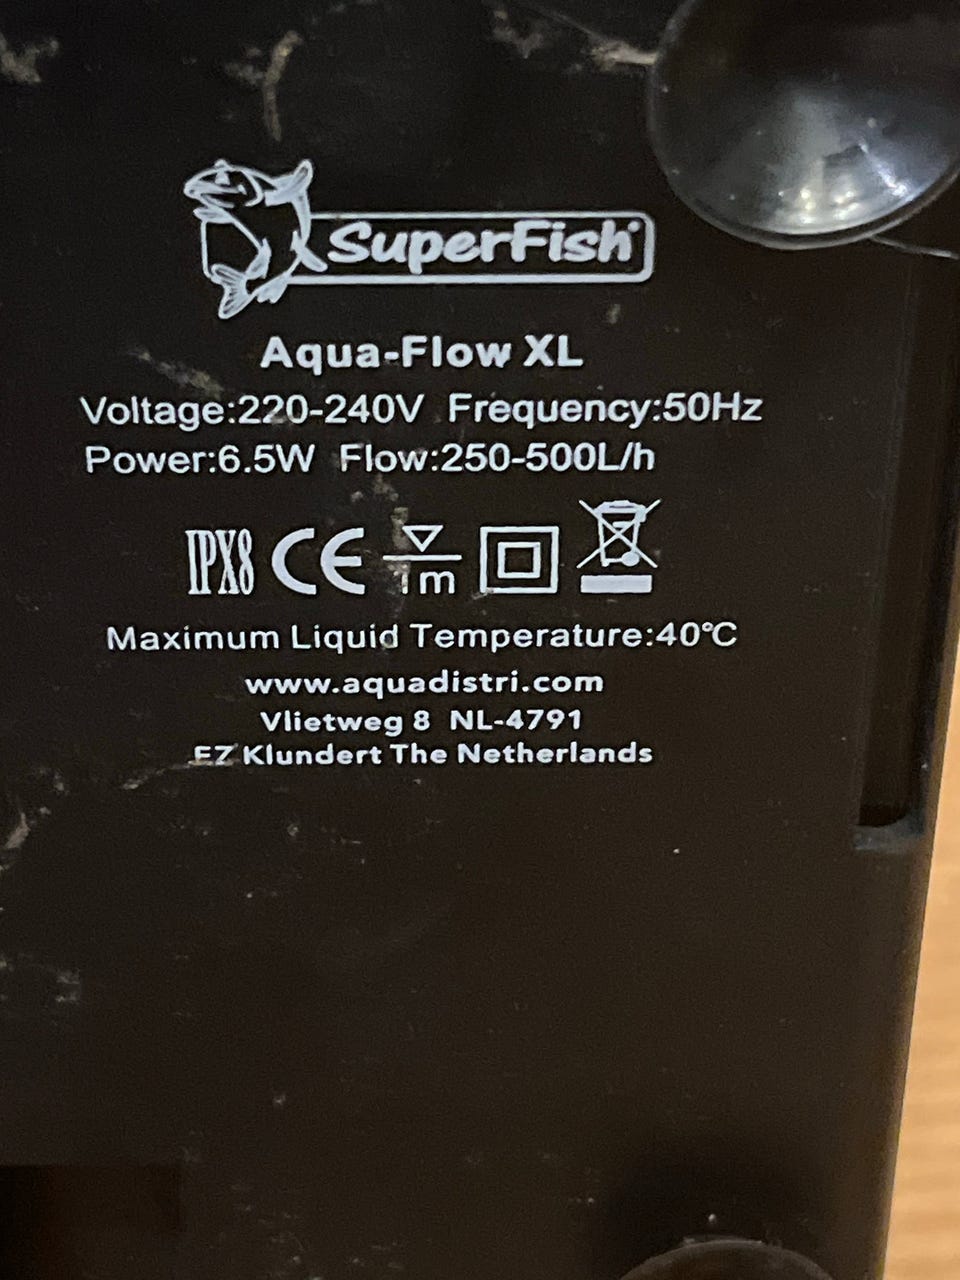 SuperFish®
Aqua-Flow XL
Voltage:220-240V Frequency:50Hz
Power:6.5W Flow:250-500L/h
IPX8 CE 1m
Maximum Liquid Temperature:40℃
www.aquadistri.com
Vlietweg 8 NL-4791
EZ Klundert The Netherlands